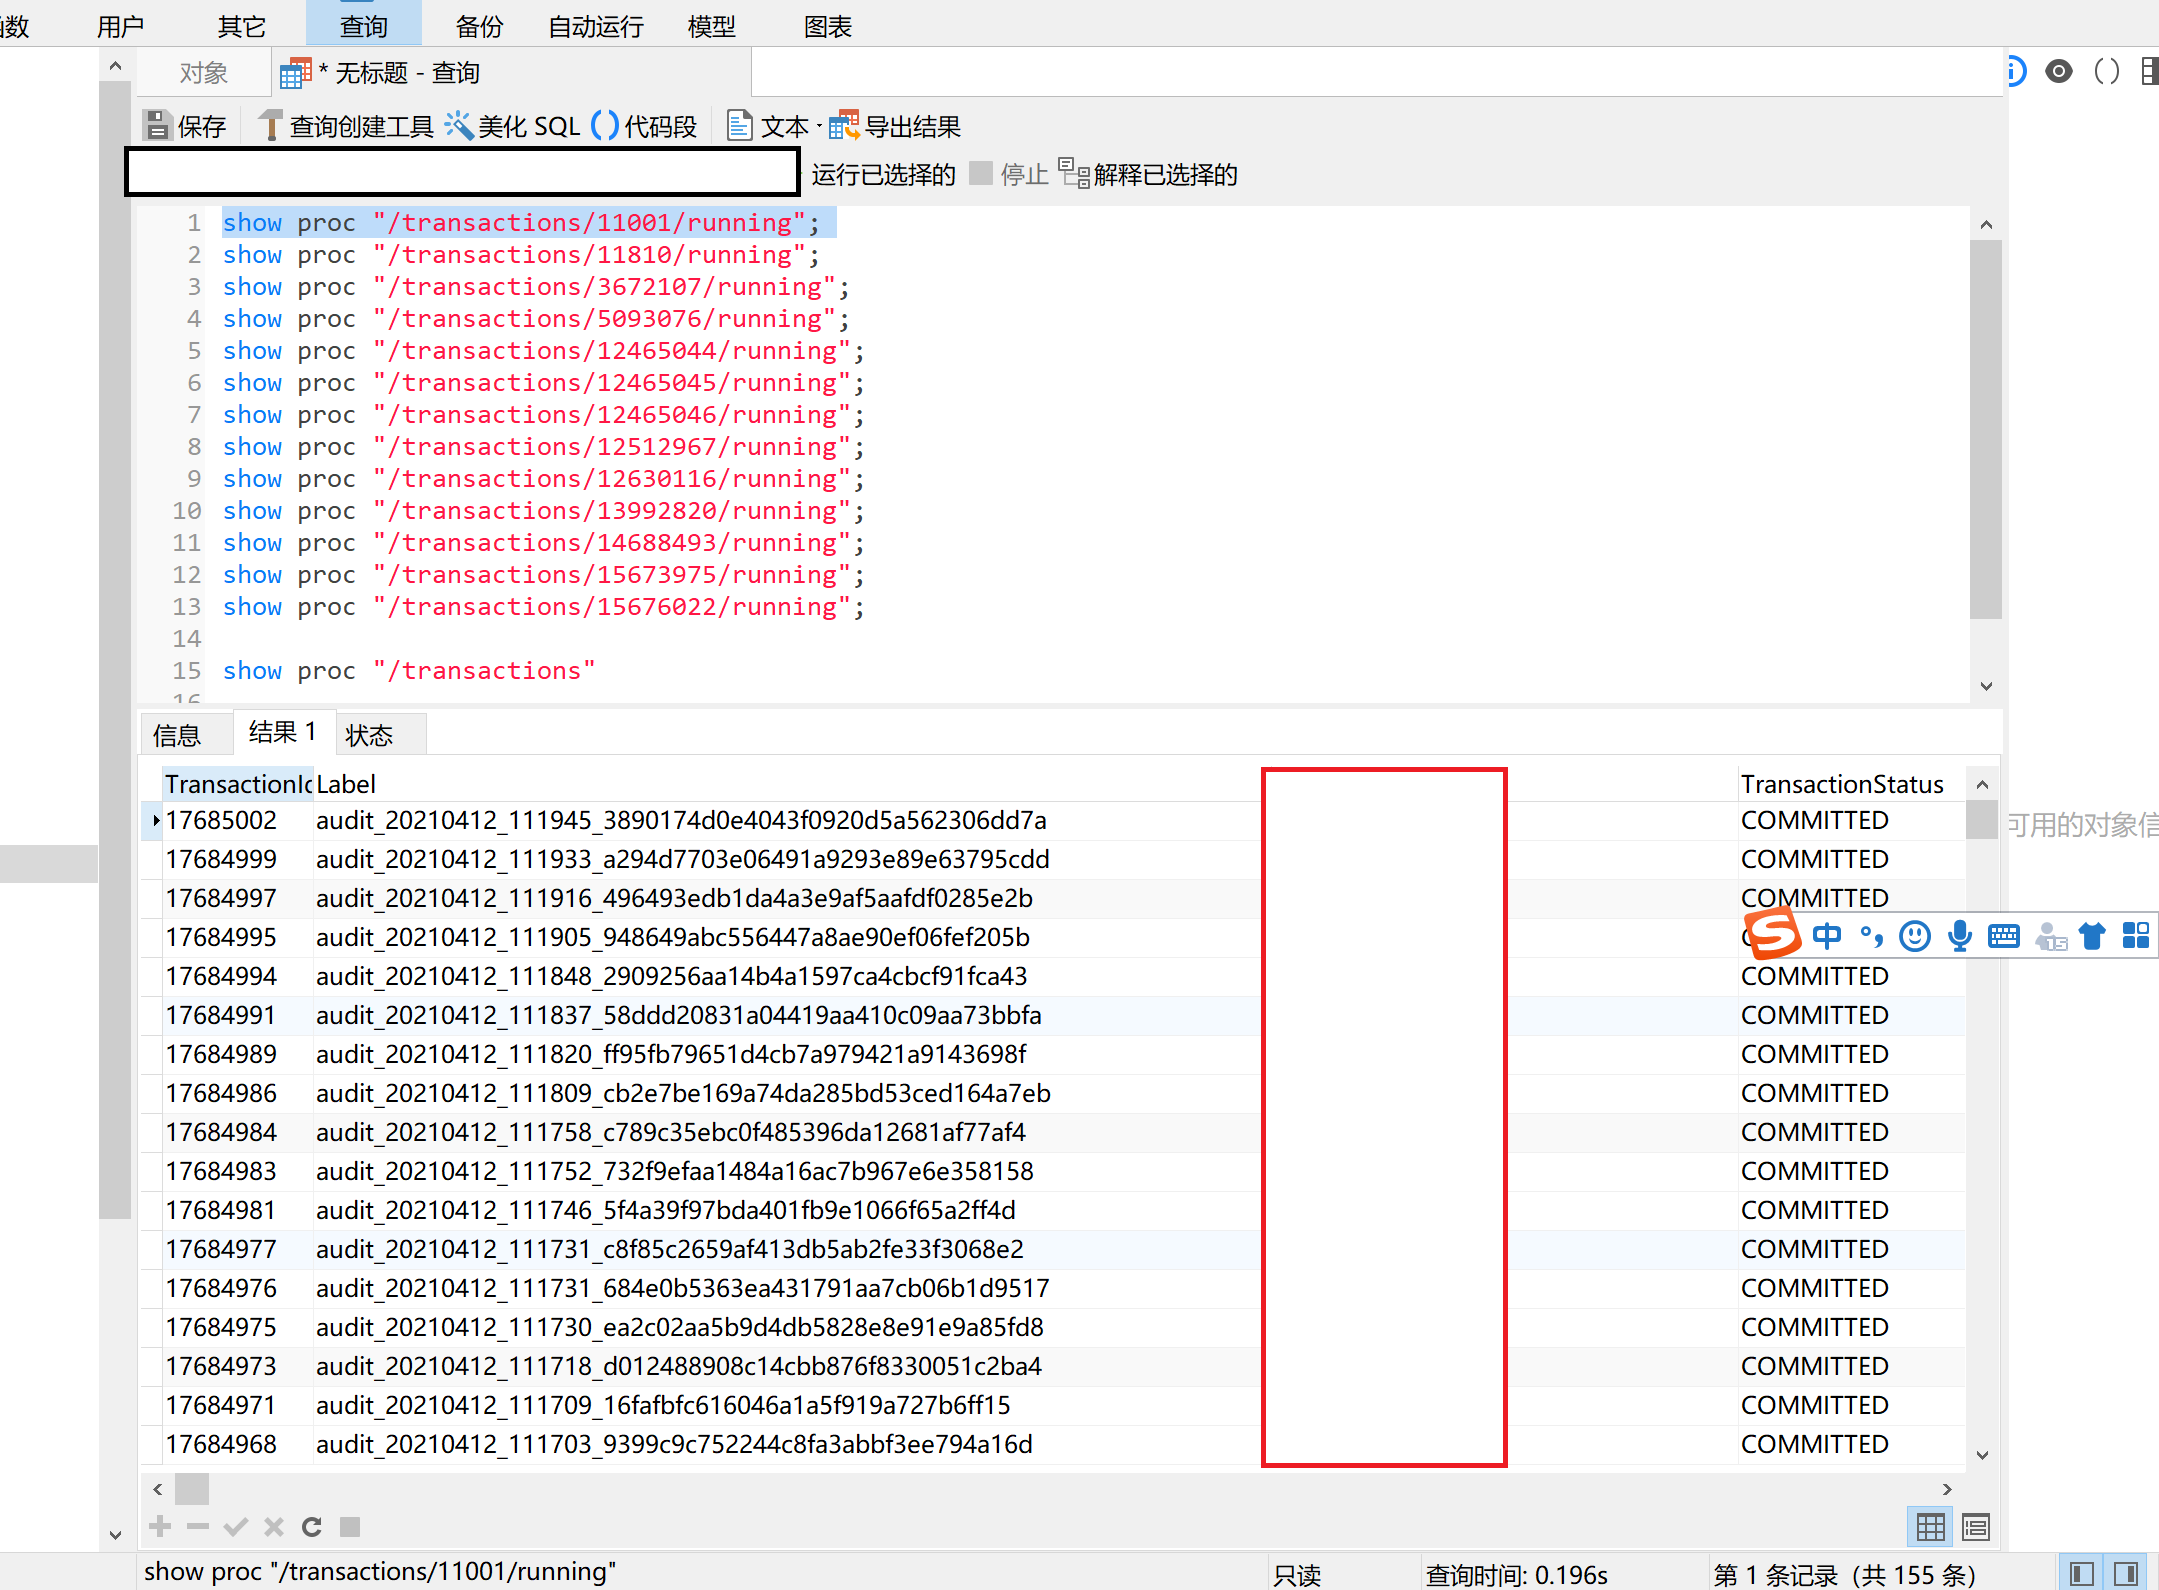 函数 用户 其它 查询 备份 自动运行 模型 图表
对象 * 无标题 - 查询
保存 查询创建工具 美化 SQL 代码段 文本 导出结果
运行已选择的 停止 解释已选择的
1 show proc "/transactions/11001/running";
2 show proc "/transactions/11810/running";
3 show proc "/transactions/3672107/running";
4 show proc "/transactions/5093076/running";
5 show proc "/transactions/12465044/running";
6 show proc "/transactions/12465045/running";
7 show proc "/transactions/12465046/running";
8 show proc "/transactions/12512967/running";
9 show proc "/transactions/12630116/running";
10 show proc "/transactions/13992820/running";
11 show proc "/transactions/14688493/running";
12 show proc "/transactions/15673975/running";
13 show proc "/transactions/15676022/running";
14
15 show proc "/transactions"
16
信息 结果 1 状态
TransactionId Label TransactionStatus
17685002 audit_20210412_111945_3890174d0e4043f0920d5a562306dd7a COMMITTED
可用的对象信
17684999 audit_20210412_111933_a294d7703e06491a9293e89e63795cdd COMMITTED
17684997 audit_20210412_111916_496493edb1da4a3e9af5aafdf0285e2b COMMITTED
17684995 audit_20210412_111905_948649abc556447a8ae90ef06fef205b
中
17684994 audit_20210412_111848_2909256aa14b4a1597ca4cbcf91fca43 COMMITTED
17684991 audit_20210412_111837_58ddd20831a04419aa410c09aa73bbfa COMMITTED
17684989 audit_20210412_111820_ff95fb79651d4cb7a979421a9143698f COMMITTED
17684986 audit_20210412_111809_cb2e7be169a74da285bd53ced164a7eb COMMITTED
17684984 audit_20210412_111758_c789c35ebc0f485396da12681af77af4 COMMITTED
17684983 audit_20210412_111752_732f9efaa1484a16ac7b967e6e358158 COMMITTED
17684981 audit_20210412_111746_5f4a39f97bda401fb9e1066f65a2ff4d COMMITTED
17684977 audit_20210412_111731_c8f85c2659af413db5ab2fe33f3068e2 COMMITTED
17684976 audit_20210412_111731_684e0b5363ea431791aa7cb06b1d9517 COMMITTED
17684975 audit_20210412_111730_ea2c02aa5b9d4db5828e8e91e9a85fd8 COMMITTED
17684973 audit_20210412_111718_d012488908c14cbb876f8330051c2ba4 COMMITTED
17684971 audit_20210412_111709_16fafbfc616046a1a5f919a727b6ff15 COMMITTED
17684968 audit_20210412_111703_9399c9c752244c8fa3abbf3ee794a16d COMMITTED
show proc "/transactions/11001/running" 只读 查询时间: 0.196s 第 1 条记录（共 155 条）